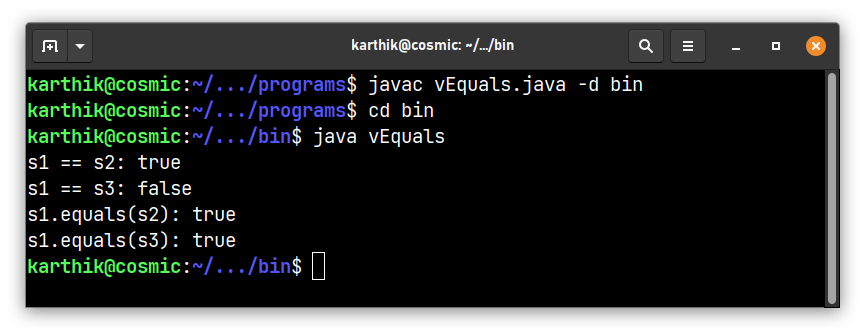 karthik@cosmic: ~/.../bin
karthik@cosmic:~/.../programs$ javac vEquals.java -d bin
karthik@cosmic:~/.../programs$ cd bin
karthik@cosmic:~/.../bin$ java vEquals
s1 == s2: true
s1 == s3: false
s1.equals(s2): true
s1.equals(s3): true
karthik@cosmic:~/.../bin$